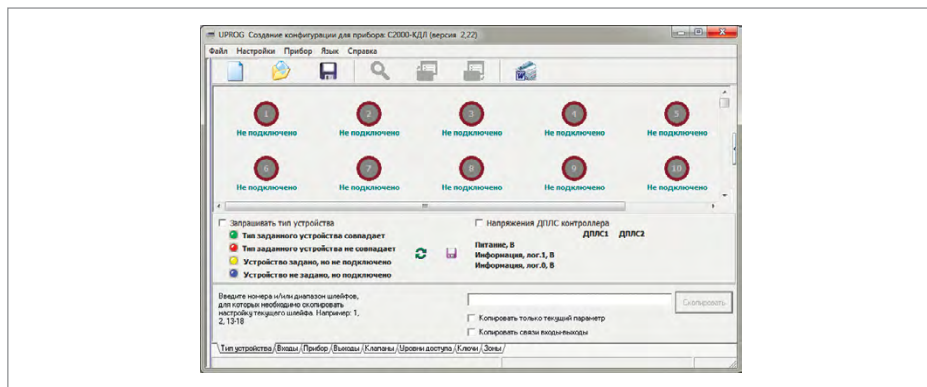 UPROG Создание конфигурации для прибора: С2000-КДЛ (версия 2,22)
Файл Настройки Прибор Язык Справка
1 2 3 4 5
Не подключено Не подключено Не подключено Не подключено Не подключено
6 7 8 9 10
Не подключено Не подключено Не подключено Не подключено Не подключено
Запрашивать тип устройства
Тип заданного устройства совпадает
Тип заданного устройства не совпадает
Устройство задано, но не подключено
Устройство не задано, но подключено
Напряжения ДПЛС контроллера
ДПЛС1 ДПЛС2
Питание, В
Информация, лог.1, В
Информация, лог.0, В
Введите номера и/или диапазон шлейфов,
для которых необходимо скопировать
настройку текущего шлейфа. Например: 1,
2, 13-18
Скопировать
Копировать только текущий параметр
Копировать связи входы-выходы
Тип устройства Входы Прибор Выходы Клапаны Уровни доступа Ключи Зоны